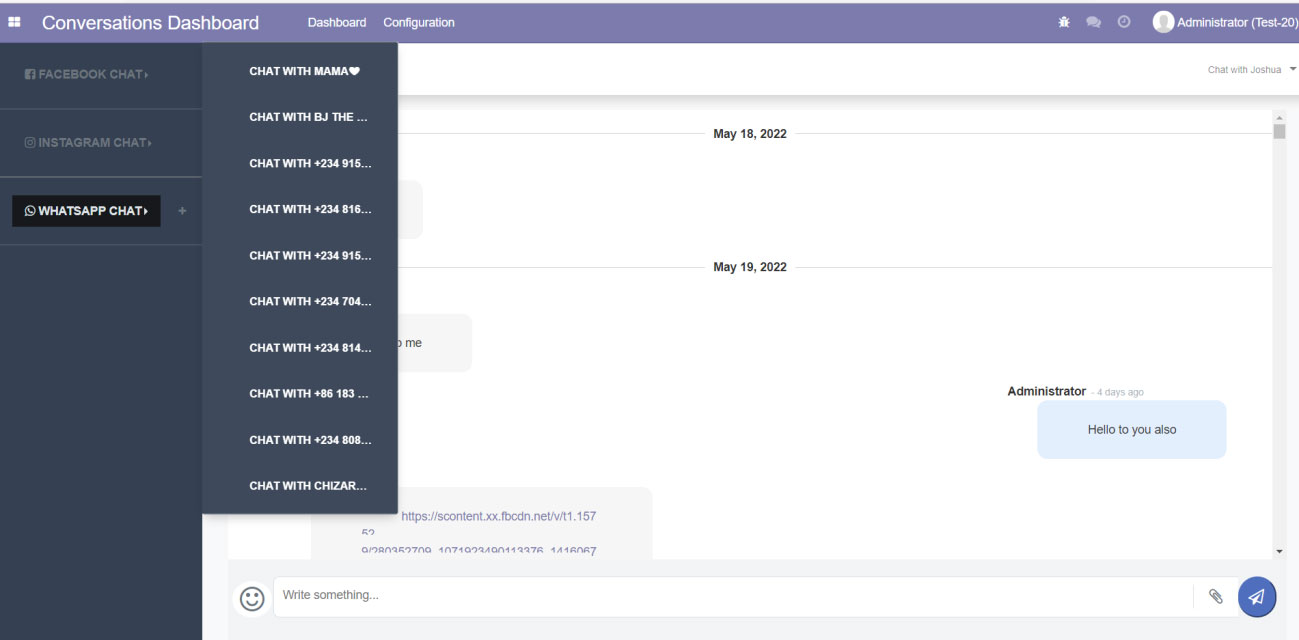 Conversations Dashboard Dashboard Configuration Administrator (Test-20)
FACEBOOK CHAT
INSTAGRAM CHAT
WHATSAPP CHAT +
CHAT WITH MAMA🖤
CHAT WITH BJ THE ...
CHAT WITH +234 915...
CHAT WITH +234 816...
CHAT WITH +234 915...
CHAT WITH +234 704...
CHAT WITH +234 814...
CHAT WITH +86 183 ...
CHAT WITH +234 808...
CHAT WITH CHIZAR...
Chat with Joshua
May 18, 2022
May 19, 2022
me
Administrator - 4 days ago
Hello to you also
https://scontent.xx.fbcdn.net/v/t1.157
52
9/280352709_1071923490113376_1416067
Write something...